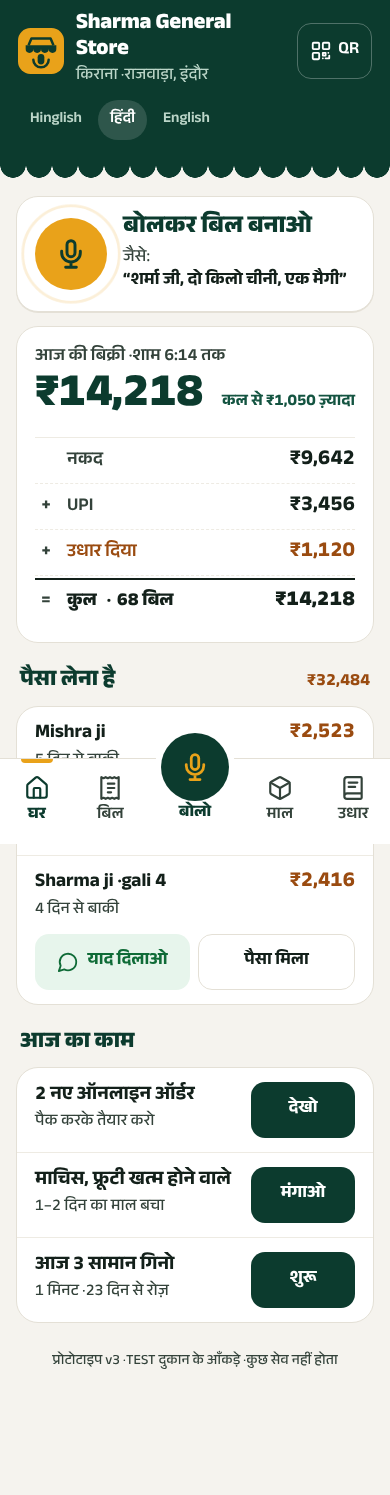 Sharma General
Store
किराना ·राजवाड़ा, इंदौर
QR
Hinglish
हिंदी
English
बोलकर बिल बनाओ
जैसे:
“शर्मा जी, दो किलो चीनी, एक मैगी”
आज की बिक्री ·शाम 6:14 तक
₹14,218
कल से ₹1,050 ज़्यादा
नकद ₹9,642
+ UPI ₹3,456
+ उधार दिया ₹1,120
= कुल · 68 बिल ₹14,218
पैसा लेना है ₹32,484
Mishra ji ₹2,523
घर
बिल
बोलो
माल
उधार
Sharma ji ·gali 4 ₹2,416
4 दिन से बाकी
याद दिलाओ
पैसा मिला
आज का काम
2 नए ऑनलाइन ऑर्डर
पैक करके तैयार करो
देखो
माचिस, फ्रूटी खत्म होने वाले
1–2 दिन का माल बचा
मंगाओ
आज 3 सामान गिनो
1 मिनट ·23 दिन से रोज़
शुरू
प्रोटोटाइप v3 ·TEST दुकान के आँकड़े ·कुछ सेव नहीं होता